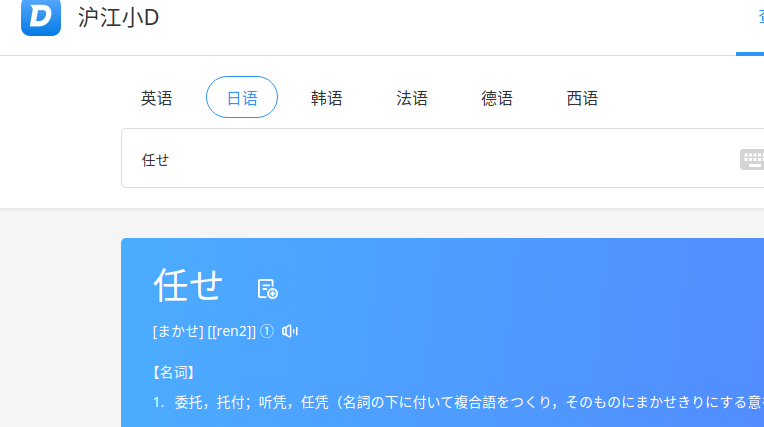 沪江小D
英语 日语 韩语 法语 德语 西语
任せ
任せ
[まかせ] [[ren2]] ①
【名词】
1. 委托，托付；听凭，任凭（名詞の下に付いて複合語をつくり，そのものにまかせきりにする意